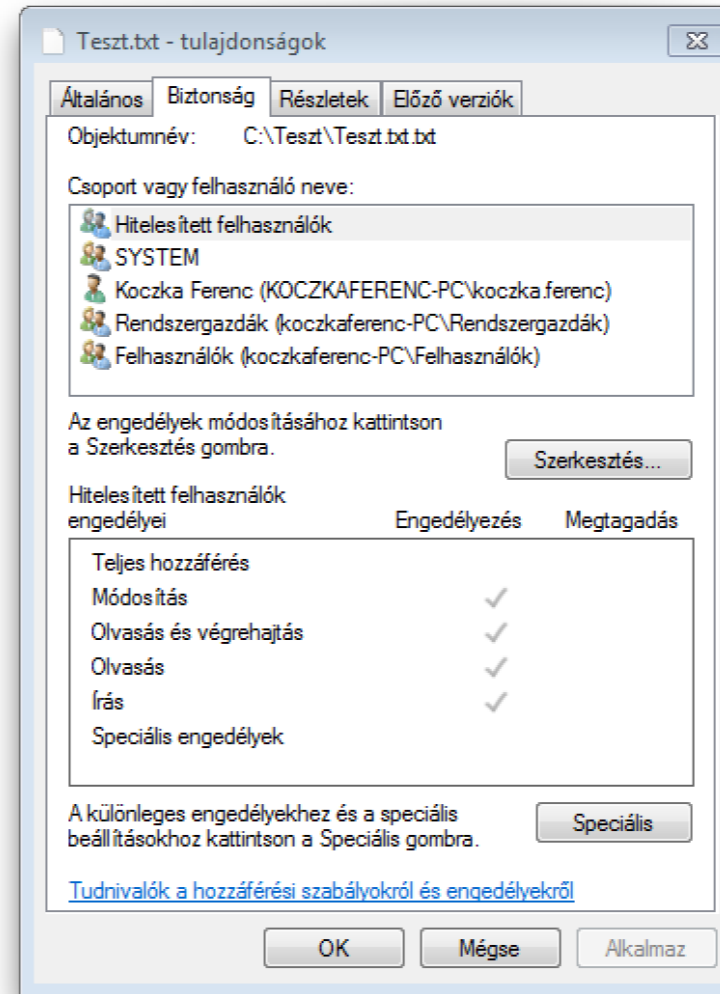 Teszt.txt - tulajdonságok
Általános Biztonság Részletek Előző verziók
Objektumnév: C:\Teszt\Teszt.txt.txt
Csoport vagy felhasználó neve:
Hitelesített felhasználók
SYSTEM
Koczka Ferenc (KOCZKAFERENC-PC\koczka.ferenc)
Rendszergazdák (koczkaferenc-PC\Rendszergazdák)
Felhasználók (koczkaferenc-PC\Felhasználók)
Az engedélyek módosításához kattintson
a Szerkesztés gombra.
Szerkesztés...
Hitelesített felhasználók
engedélyei Engedélyezés Megtagadás
Teljes hozzáférés
Módosítás
Olvasás és végrehajtás
Olvasás
Írás
Speciális engedélyek
A különleges engedélyekhez és a speciális
beállításokhoz kattintson a Speciális gombra.
Speciális
Tudnivalók a hozzáférési szabályokról és engedélyekről
OK Mégse Alkalmaz